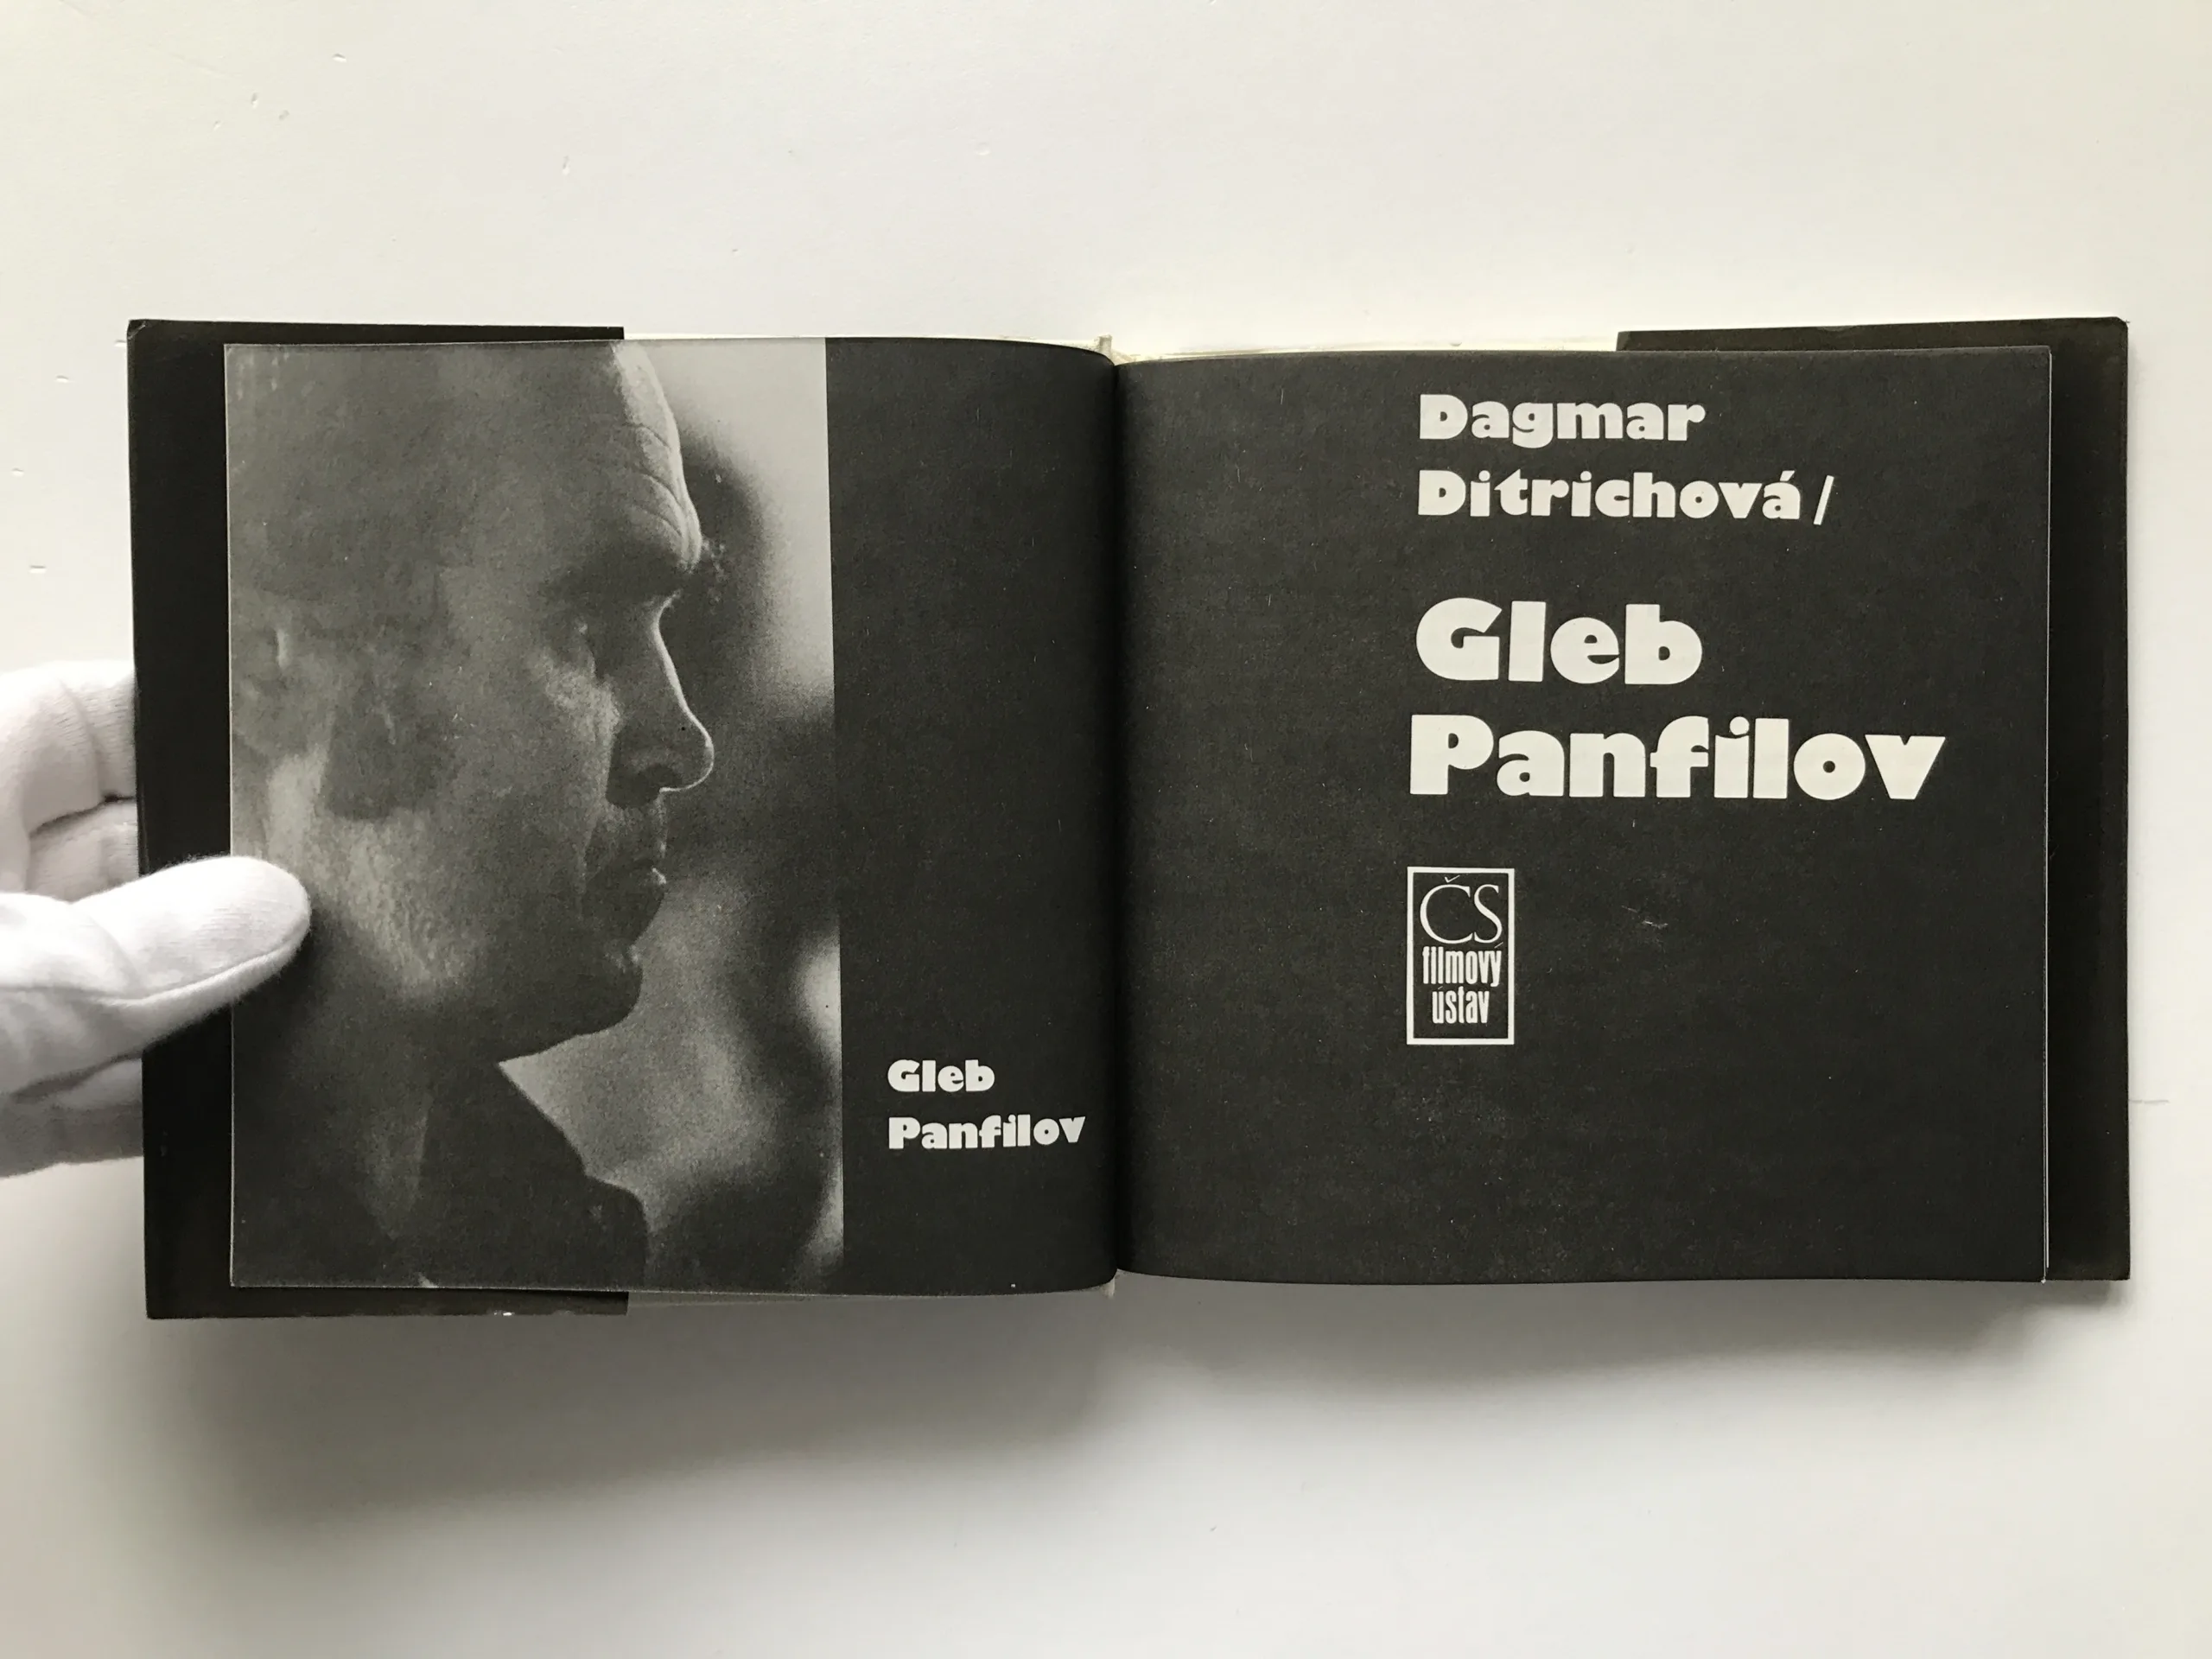 Gleb
Panfilov
Dagmar
Ditrichová/
Gleb
Panfilov
ČS
filmový
ústav